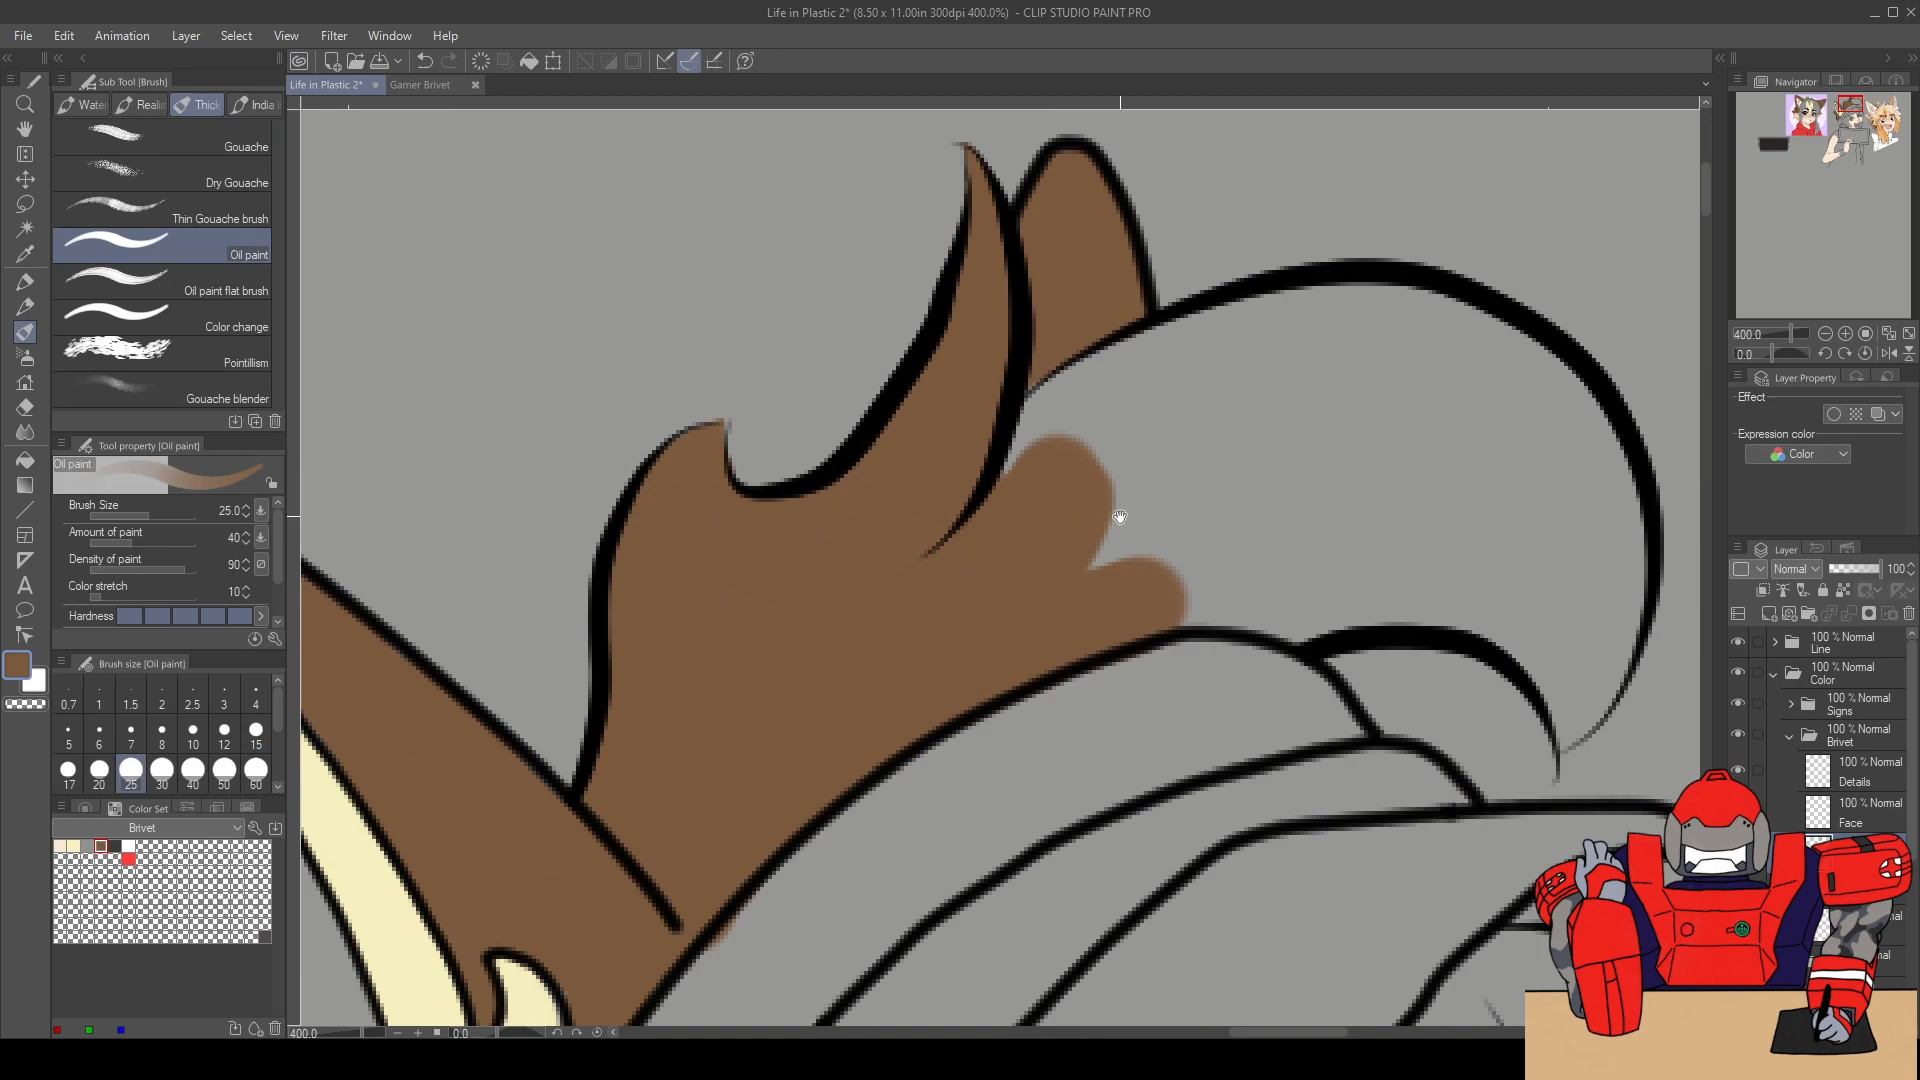 Life in Plastic 2* (8.50 x 11.00in 300dpi 400.0%) - CLIP STUDIO PAINT PRO
File Edit Animation Layer Select View Filter Window Help
Sub Tool [Brush]
Life in Plastic 2* Gamer Brivet
Navigator
Water Realis Thick India i
Gouache
Dry Gouache
Thin Gouache brush
Oil paint
Oil paint flat brush
Color change
Pointillism
Gouache blender
Tool property [Oil paint]
Oil paint
Brush Size 25.0
Amount of paint 40
Density of paint 90
Color stretch 10
Hardness
Brush size [Oil paint]
0.7 1 1.5 2 2.5 3 4
5 6 7 8 10 12 15
17 20 25 30 40 50 60
Color Set
Brivet
400.0 0.0
400.0
0.0
Layer Property
Effect
Expression color
Color
Layer
Normal 100
100 % Normal
Line
100 % Normal
Color
100 % Normal
Signs
100 % Normal
Brivet
100 % Normal
Details
100 % Normal
Face